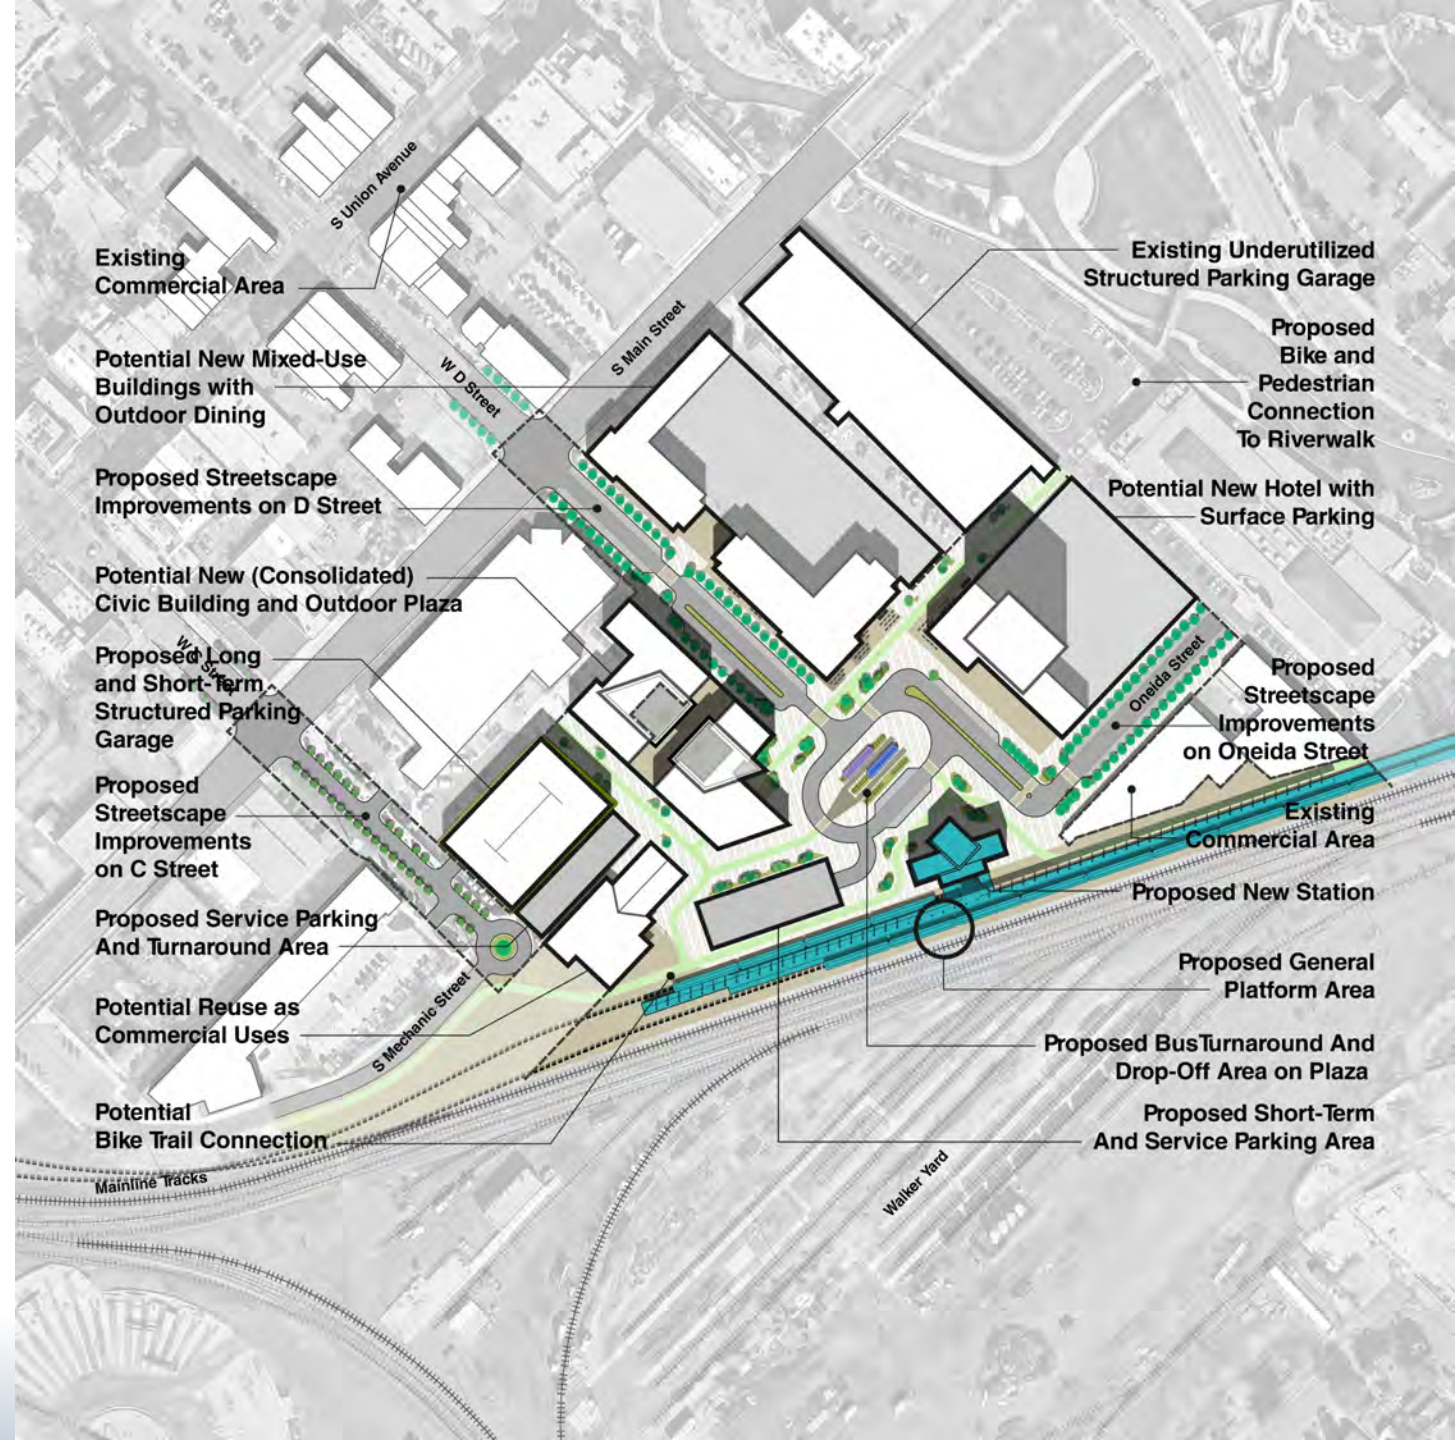 S Union Avenue
Existing
Commercial Area
Potential New Mixed-Use
Buildings with
Outdoor Dining
W D Street
S Main Street
Proposed Streetscape
Improvements on D Street
Potential New (Consolidated)
Civic Building and Outdoor Plaza
W C Street
Proposed Long
and Short-Term
Structured Parking
Garage
Proposed
Streetscape
Improvements
on C Street
Proposed Service Parking
And Turnaround Area
Potential Reuse as
Commercial Uses
S Mechanic Street
Potential
Bike Trail Connection
Mainline Tracks
Existing Underutilized
Structured Parking Garage
Proposed
Bike and
Pedestrian
Connection
To Riverwalk
Potential New Hotel with
Surface Parking
Oneida Street
Proposed
Streetscape
Improvements
on Oneida Street
Existing
Commercial Area
Proposed New Station
Proposed General
Platform Area
Proposed Bus Turnaround And
Drop-Off Area on Plaza
Proposed Short-Term
And Service Parking Area
Walker Yard